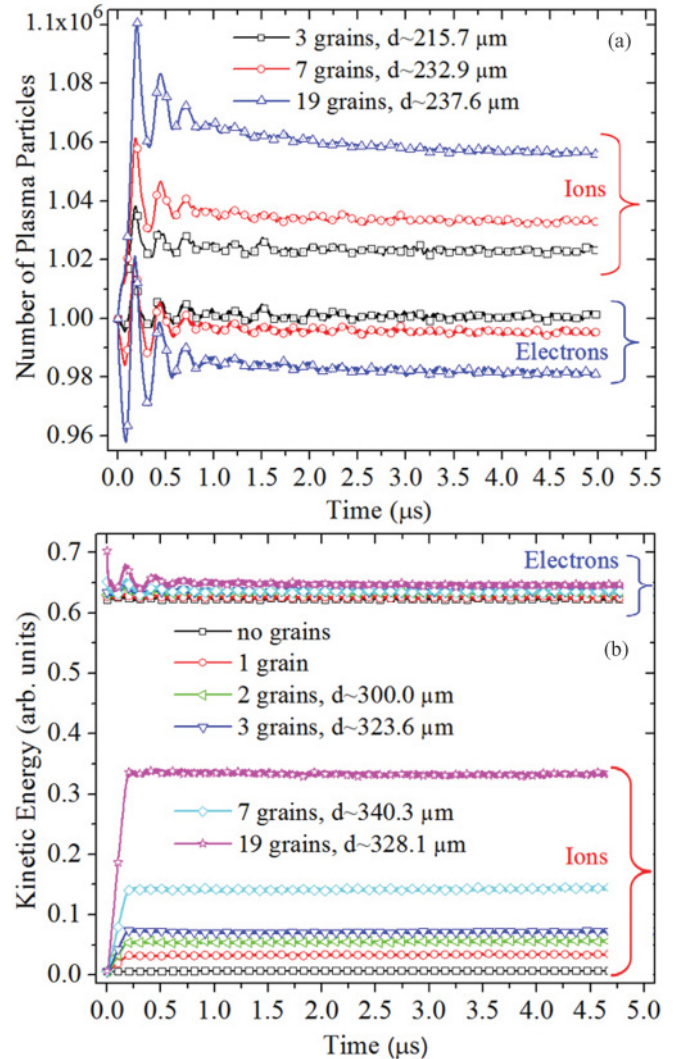 1.1x10⁶
1.08
1.06
1.04
1.02
1.00
0.98
0.96
Number of Plasma Particles
3 grains, d~215.7 µm
(a)
7 grains, d~232.9 µm
19 grains, d~237.6 µm
Ions
Electrons
0.0 0.5 1.0 1.5 2.0 2.5 3.0 3.5 4.0 4.5 5.0 5.5
Time (µs)
0.7
0.6
0.5
0.4
0.3
0.2
0.1
0.0
Kinetic Energy (arb. units)
Electrons
no grains
(b)
1 grain
2 grains, d~300.0 µm
3 grains, d~323.6 µm
7 grains, d~340.3 µm
19 grains, d~328.1 µm
Ions
0.0 0.5 1.0 1.5 2.0 2.5 3.0 3.5 4.0 4.5 5.0
Time (µs)